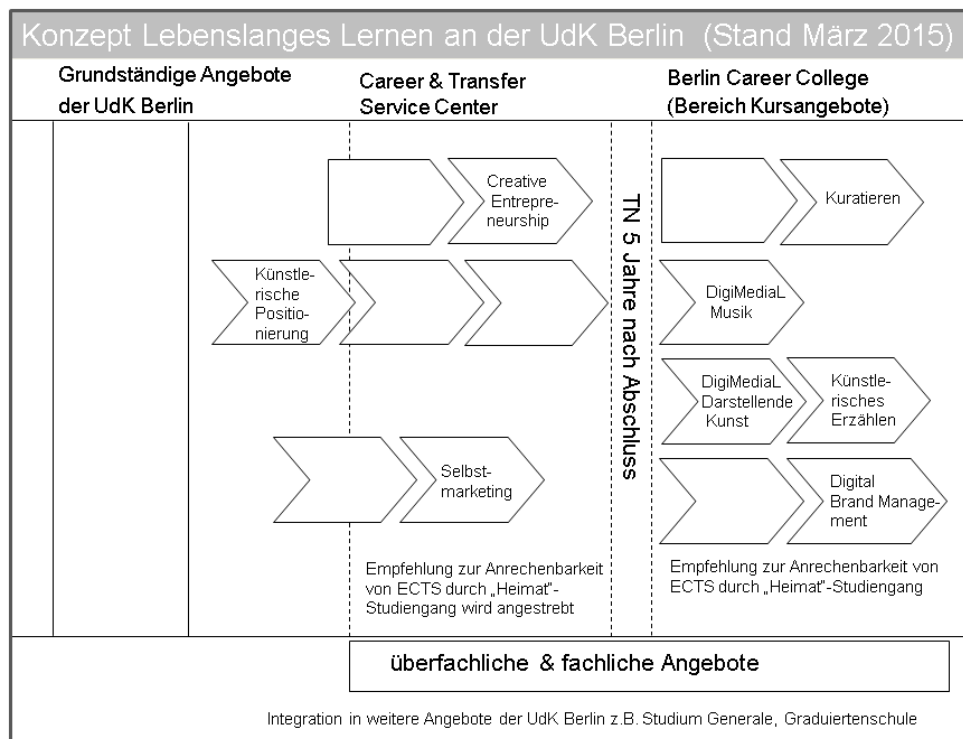 Konzept Lebenslanges Lernen an der UdK Berlin (Stand März 2015)
Grundständige Angebote
der UdK Berlin
Career & Transfer
Service Center
Berlin Career College
(Bereich Kursangebote)
Creative
Entrepre-
neurship
Kuratieren
TN 5 Jahre nach Abschluss
Künstle-
rische
Positio-
nierung
DigiMediaL
Musik
DigiMediaL
Darstellende
Kunst
Künstle-
risches
Erzählen
Selbst-
marketing
Digital
Brand Manage-
ment
Empfehlung zur Anrechenbarkeit
von ECTS durch „Heimat“-
Studiengang wird angestrebt
Empfehlung zur Anrechenbarkeit von
ECTS durch „Heimat“-Studiengang
überfachliche & fachliche Angebote
Integration in weitere Angebote der UdK Berlin z.B. Studium Generale, Graduiertenschule